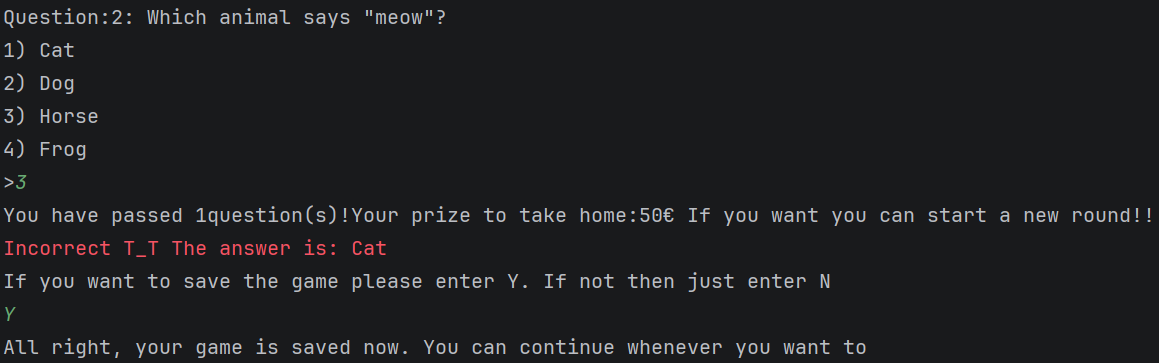 Question:2: Which animal says "meow"?
1) Cat
2) Dog
3) Horse
4) Frog
>3
You have passed 1question(s)!Your prize to take home:50€ If you want you can start a new round!!
Incorrect T_T The answer is: Cat
If you want to save the game please enter Y. If not then just enter N
Y
All right, your game is saved now. You can continue whenever you want to